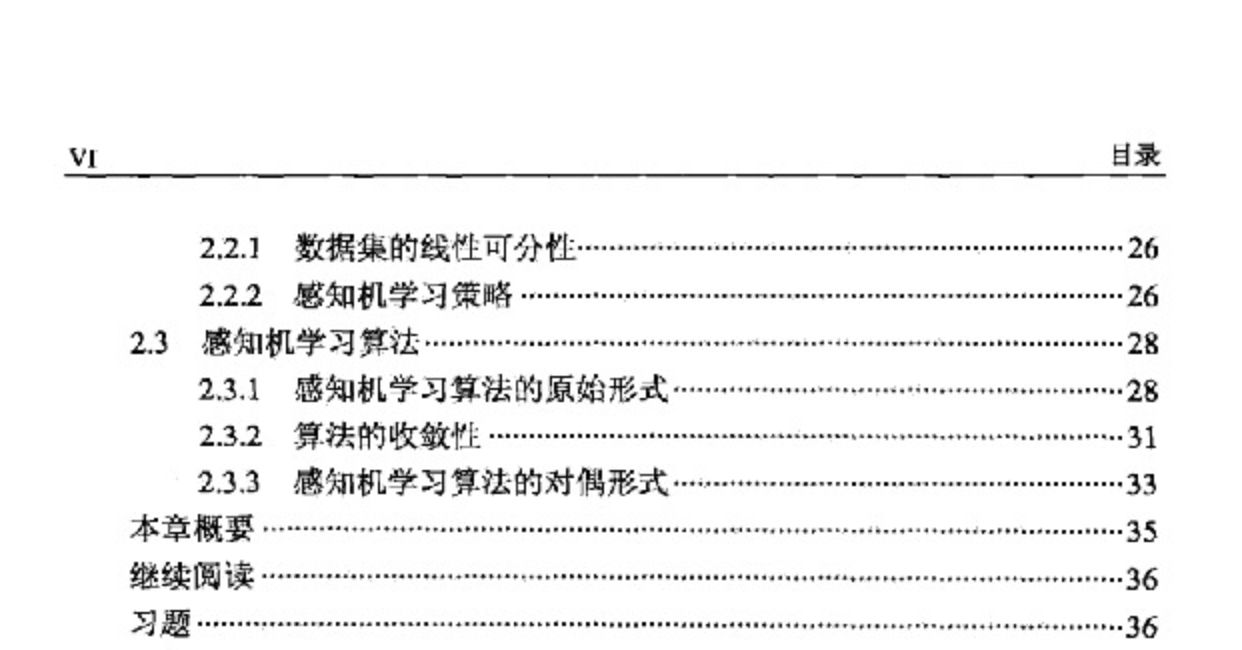 VI 目录
2.2.1 数据集的线性可分性……26
2.2.2 感知机学习策略……26
2.3 感知机学习算法……28
2.3.1 感知机学习算法的原始形式……28
2.3.2 算法的收敛性……31
2.3.3 感知机学习算法的对偶形式……33
本章概要……35
继续阅读……36
习题……36